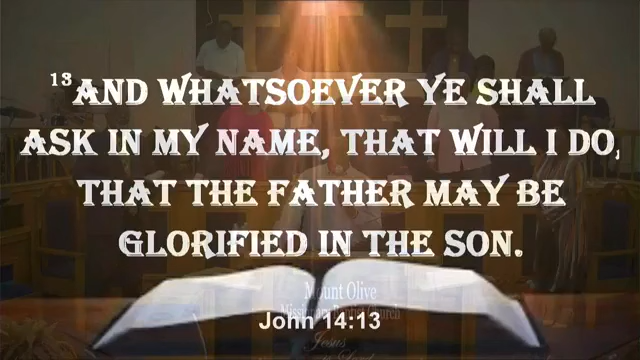 13AND WHATSOEVER YE SHALL
ASK IN MY NAME, THAT WILL I DO,
THAT THE FATHER MAY BE
GLORIFIED IN THE SON.
Mount Olive
John 14:13
Jesus